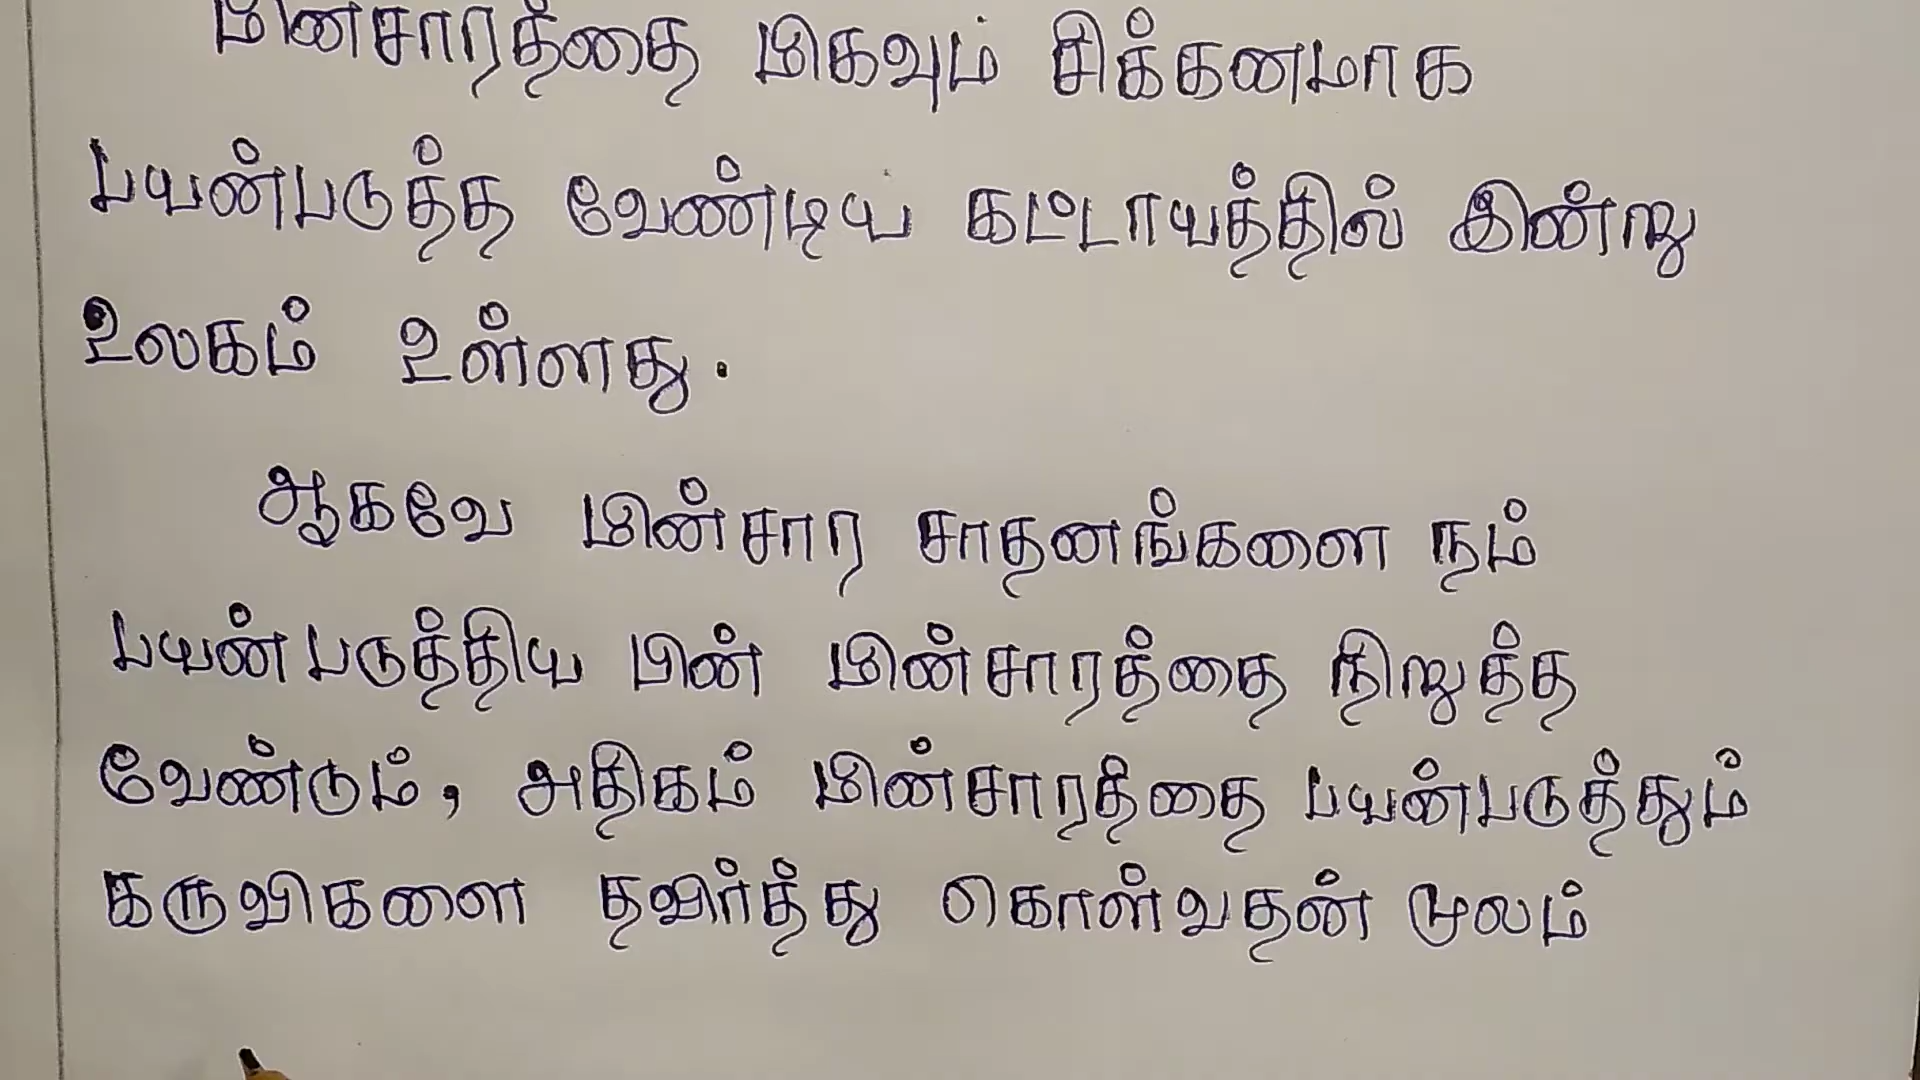 மின்சாரத்தை மிகவும் சிக்கனமாக
பயன்படுத்த வேண்டிய கட்டாயத்தில் இன்று
உலகம் உள்ளது.
ஆகவே மின்சார சாதனங்களை நம்
பயன்படுத்திய பின் மின்சாரத்தை நிறுத்த
வேண்டும், அதிகம் மின்சாரத்தை பயன்படுத்தும்
கருவிகளை தவிர்த்து கொள்வதன் மூலம்